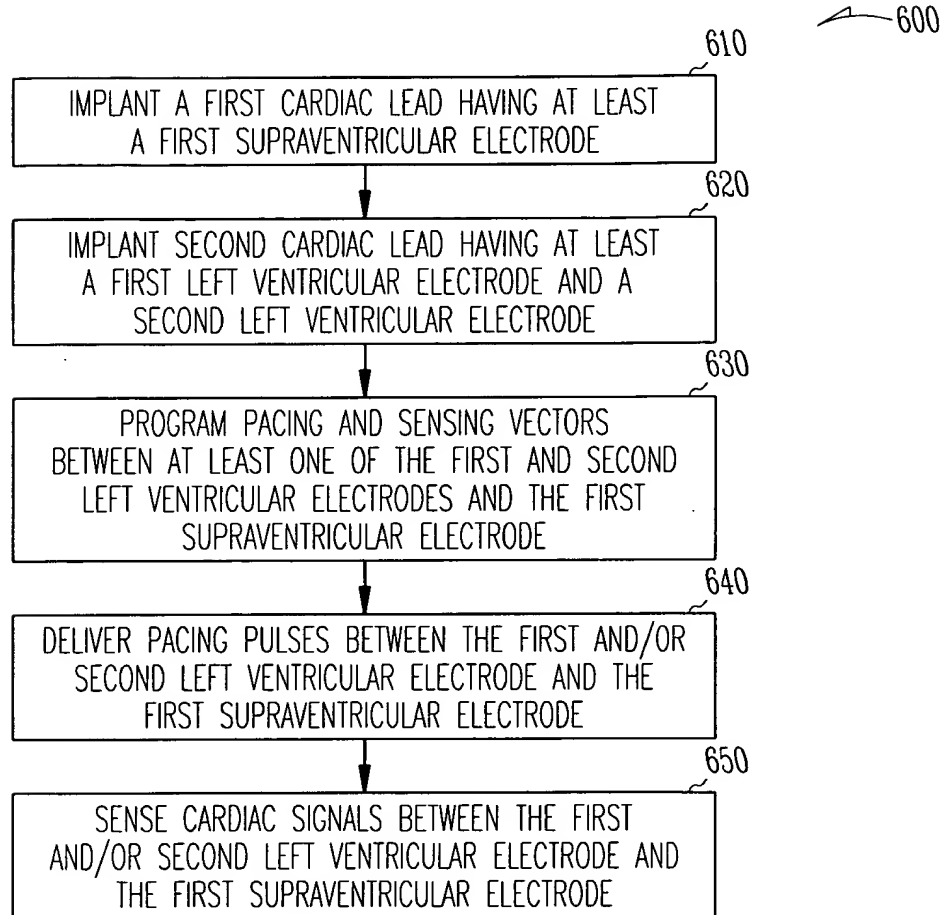 600
610
IMPLANT A FIRST CARDIAC LEAD HAVING AT LEAST
A FIRST SUPRAVENTRICULAR ELECTRODE
620
IMPLANT SECOND CARDIAC LEAD HAVING AT LEAST
A FIRST LEFT VENTRICULAR ELECTRODE AND A
SECOND LEFT VENTRICULAR ELECTRODE
630
PROGRAM PACING AND SENSING VECTORS
BETWEEN AT LEAST ONE OF THE FIRST AND SECOND
LEFT VENTRICULAR ELECTRODES AND THE FIRST
SUPRAVENTRICULAR ELECTRODE
640
DELIVER PACING PULSES BETWEEN THE FIRST AND/OR
SECOND LEFT VENTRICULAR ELECTRODE AND THE
FIRST SUPRAVENTRICULAR ELECTRODE
650
SENSE CARDIAC SIGNALS BETWEEN THE FIRST
AND/OR SECOND LEFT VENTRICULAR ELECTRODE AND
THE FIRST SUPRAVENTRICULAR ELECTRODE